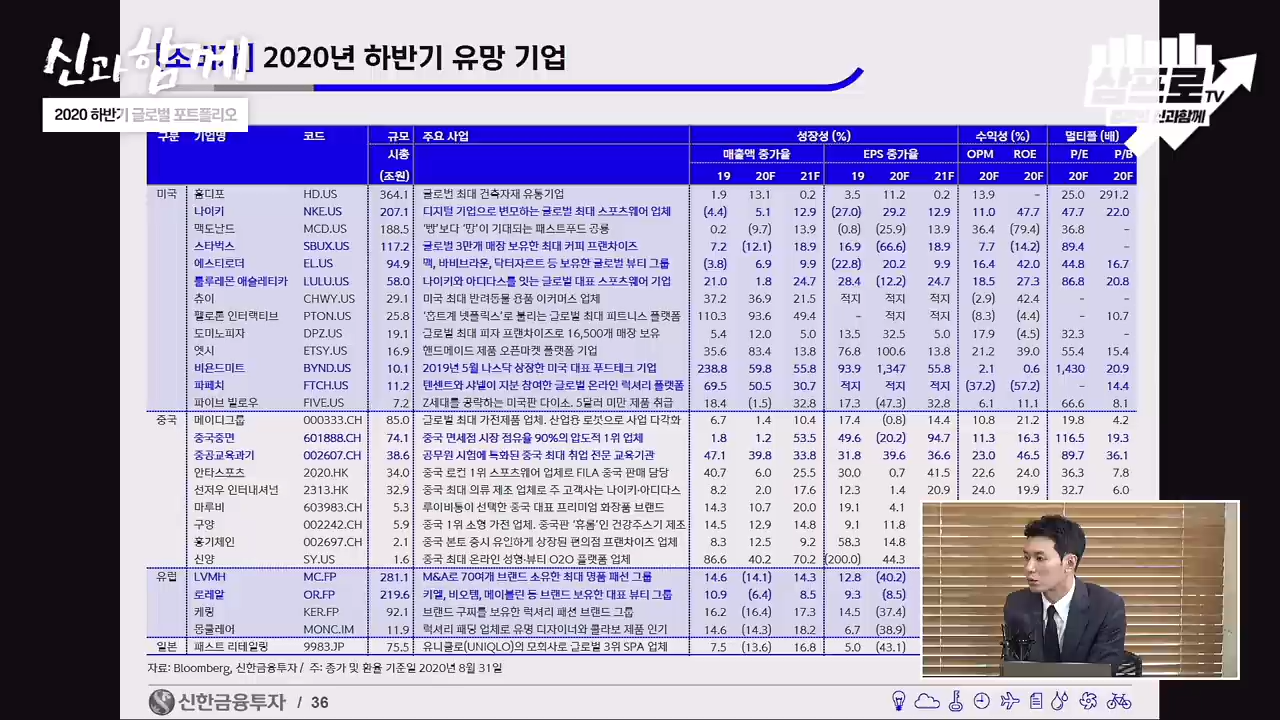 신과함께
2020 하반기 글로벌 포트폴리오
2020년 하반기 유망 기업
삼프로TV
구분 기업명 코드 규모 주요 사업 성장성 (%) 수익성 (%) 멀티플 (배)
시총 매출액 증가율 EPS 증가율 OPM ROE P/E P/B
(조원) 19 20F 21F 19 20F 21F 20F 20F 20F 20F
미국 홈디포 HD.US 364.1 글로벌 최대 건축자재 유통기업 1.9 13.1 0.2 3.5 11.2 0.2 13.9 – 25.0 291.2
나이키 NKE.US 207.1 디지털 기업으로 변모하는 글로벌 최대 스포츠웨어 업체 (4.4) 5.1 12.9 (27.0) 29.2 12.9 11.0 47.7 47.7 22.0
맥도날드 MCD.US 188.5 '빵'보다 '땅'이 기대되는 패스트푸드 공룡 0.2 (9.7) 13.9 (0.8) (25.9) 13.9 36.4 (79.4) 36.8 –
스타벅스 SBUX.US 117.2 글로벌 3만개 매장 보유한 최대 커피 프랜차이즈 7.2 (12.1) 18.9 16.9 (66.6) 18.9 7.7 (14.2) 89.4 –
에스티로더 EL.US 94.9 맥, 바비브라운, 닥터자르트 등 보유한 글로벌 뷰티 그룹 (3.8) 6.9 9.9 (22.8) 20.2 9.9 16.4 42.0 44.8 16.7
룰루레몬 애슬레티카 LULU.US 58.0 나이키와 아디다스를 잇는 글로벌 대표 스포츠웨어 기업 21.0 1.8 24.7 28.4 (12.2) 24.7 18.5 27.3 86.8 20.8
츄이 CHWY.US 29.1 미국 최대 반려동물 용품 이커머스 업체 37.2 36.9 21.5 적지 적지 적지 (2.9) 42.4 – –
펠로톤 인터랙티브 PTON.US 25.8 '홈트계 넷플릭스'로 불리는 글로벌 최대 피트니스 플랫폼 110.3 93.6 49.4 – 적지 적지 (8.3) (4.4) – 10.7
도미노피자 DPZ.US 19.1 글로벌 최대 피자 프랜차이즈로 16,500개 매장 보유 5.4 12.0 5.0 13.5 32.5 5.0 17.9 (4.5) 32.3 –
엣시 ETSY.US 16.9 핸드메이드 제품 오픈마켓 플랫폼 기업 35.6 83.4 13.8 76.8 100.6 13.8 21.2 39.0 55.4 15.4
비욘드미트 BYND.US 10.1 2019년 5월 나스닥 상장한 미국 대표 푸드테크 기업 238.8 59.8 55.8 93.9 1,347 55.8 2.1 0.6 1,430 20.9
파페치 FTCH.US 11.2 텐센트와 샤넬이 지분 참여한 글로벌 온라인 럭셔리 플랫폼 69.5 50.5 30.7 적지 적지 적지 (37.2) (57.2) – 14.4
파이브 빌로우 FIVE.US 7.2 Z세대를 공략하는 미국판 다이소. 5달러 미만 제품 취급 18.4 (1.5) 32.8 17.3 (47.3) 32.8 6.1 11.1 66.6 8.1
중국 메이디그룹 000333.CH 85.0 글로벌 최대 가전제품 업체. 산업용 로봇으로 사업 다각화 6.7 1.4 10.4 17.4 (0.8) 14.4 10.8 21.2 19.8 4.2
중국중면 601888.CH 74.1 중국 면세점 시장 점유율 90%의 압도적 1위 업체 1.8 1.2 53.5 49.6 (20.2) 94.7 11.3 16.3 116.5 19.3
중공교육과기 002607.CH 38.6 공무원 시험에 특화된 중국 최대 취업 전문 교육기관 47.1 39.8 33.8 31.8 39.6 36.6 23.0 46.5 89.7 36.1
안타스포츠 2020.HK 34.0 중국 로컬 1위 스포츠웨어 업체로 FILA 중국 판매 담당 40.7 6.0 25.5 30.0 0.7 41.5 22.6 24.0 36.3 7.8
선저우 인터내셔널 2313.HK 32.9 중국 최대 의류 제조 업체로 주 고객사는 나이키·아디다스 8.2 2.0 17.6 12.3 1.4 20.9 24.0 19.9 32.7 6.0
마루비 603983.CH 5.3 루이비통이 선택한 중국 대표 프리미엄 화장품 브랜드 14.3 10.7 20.0 19.1 4.1
구양 002242.CH 5.9 중국 1위 소형 가전 업체. 중국판 '휴롬'인 건강주스기 제조 14.5 12.9 14.8 9.1 11.8
홍기체인 002697.CH 2.1 중국 본토 증시 유일하게 상장된 편의점 프랜차이즈 업체 8.3 12.5 9.2 58.3 14.8
신양 SY.US 1.6 중국 최대 온라인 성형·뷰티 O2O 플랫폼 업체 86.6 40.2 70.2 (200.0) 44.3
유럽 LVMH MC.FP 281.1 M&A로 70여개 브랜드 소유한 최대 명품 패션 그룹 14.6 (14.1) 14.3 12.8 (40.2)
로레알 OR.FP 219.6 키엘, 비오템, 메이블린 등 브랜드 보유한 대표 뷰티 그룹 10.9 (6.4) 8.5 9.3 (8.5)
케링 KER.FP 92.1 브랜드 구찌를 보유한 럭셔리 패션 브랜드 그룹 16.2 (16.4) 17.3 14.5 (37.4)
몽클레어 MONC.IM 11.9 럭셔리 패딩 업체로 유명 디자이너와 콜라보 제품 인기 14.6 (14.3) 18.2 6.7 (38.9)
일본 패스트 리테일링 9983.JP 75.5 유니클로(UNIQLO)의 모회사로 글로벌 3위 SPA 업체 7.5 (13.6) 16.8 5.0 (43.1)
자료: Bloomberg, 신한금융투자 / 주: 종가 및 환율 기준일 2020년 8월 31일
신한금융투자 / 36